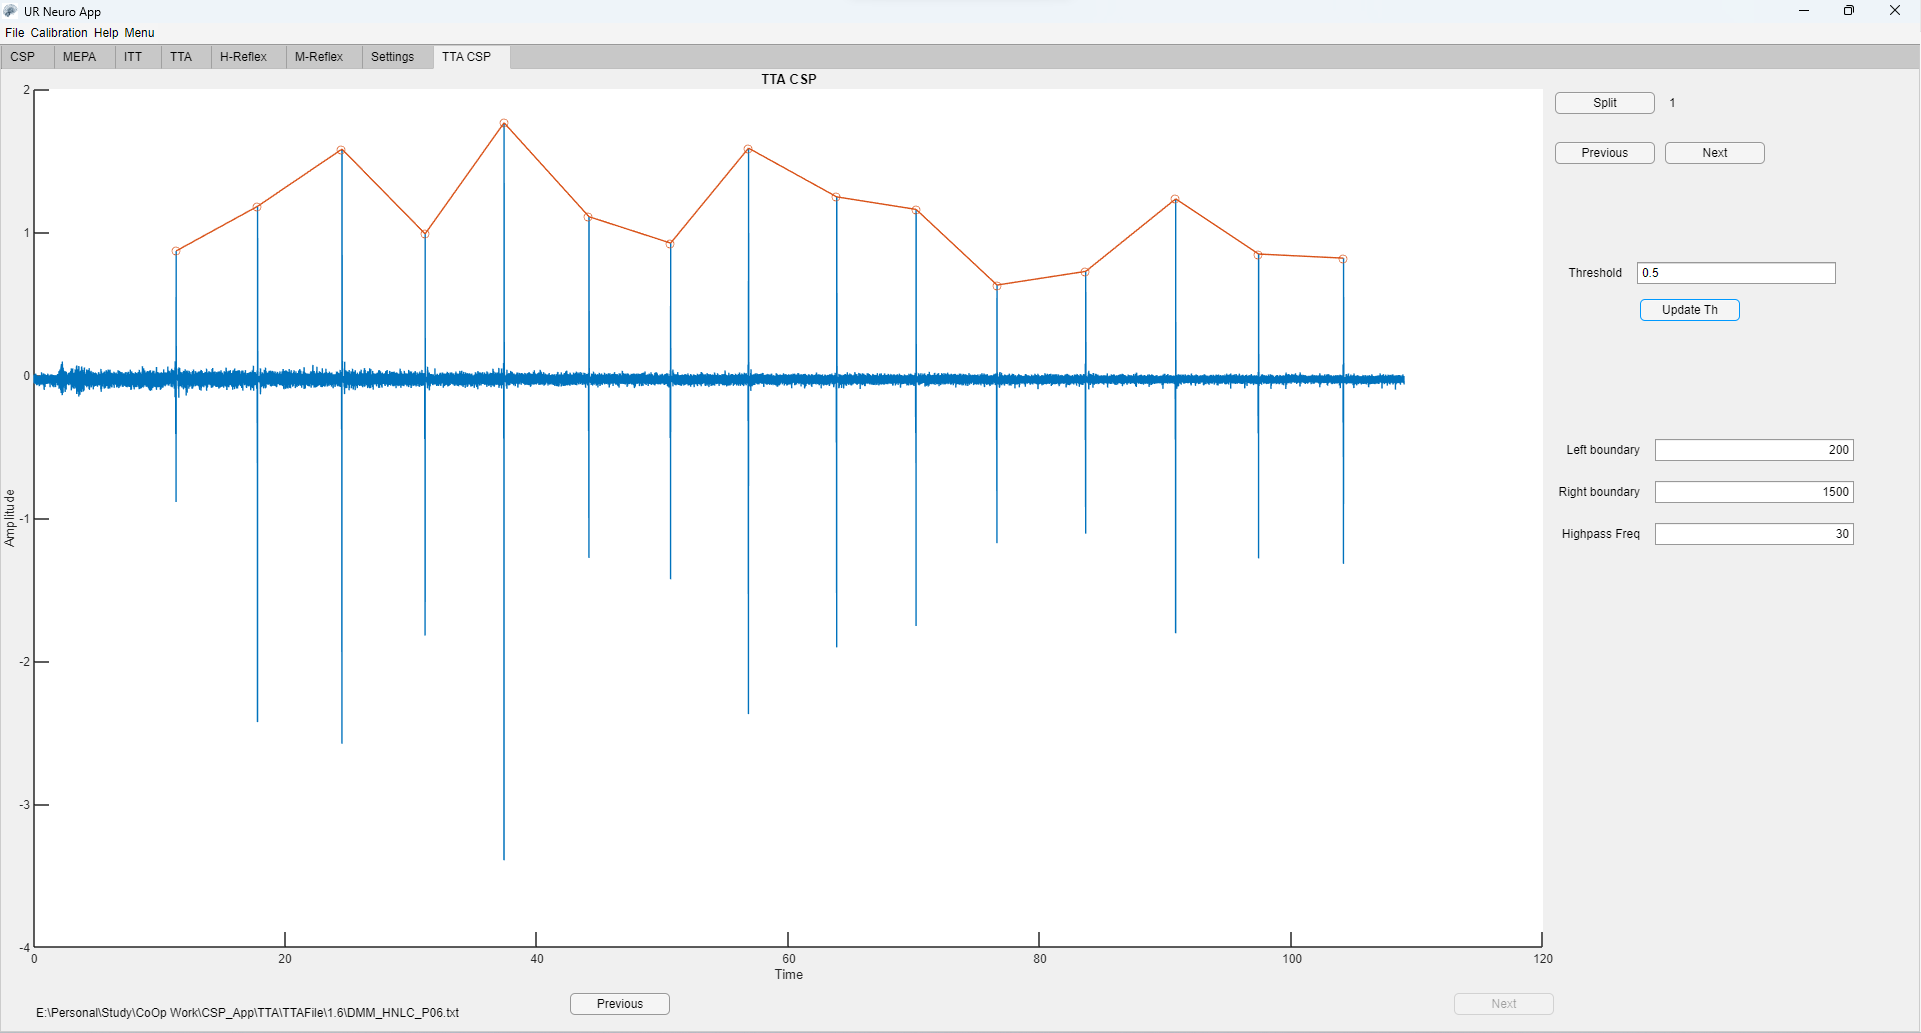 UR Neuro App
File Calibration Help Menu
CSP MEPA ITT TTA H-Reflex M-Reflex Settings TTA CSP
TTA CSP
Split 1
Previous Next
Threshold 0.5
Update Th
Left boundary 200
Right boundary 1500
Highpass Freq 30
2
1
0
-1
-2
-3
-4
Amplitude
0 20 40 60 80 100 120
Time
Previous Next
E:\Personal\Study\CoOp Work\CSP_App\TTA\TTAFile\1.6\DMM_HNLC_P06.txt